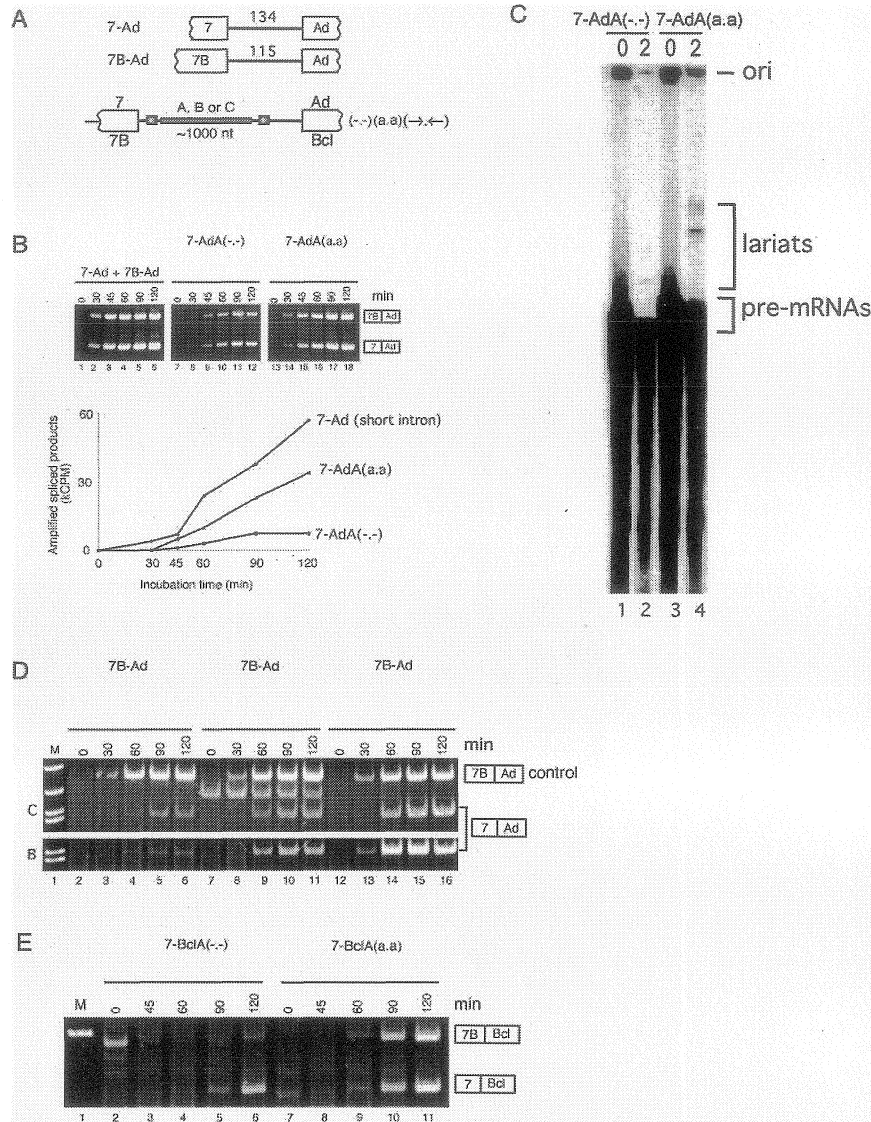 A
7-Ad 7 134 Ad
7B-Ad 7B 115 Ad
7 A, B or C Ad
7B ~1000 nt Bcl (-.-)(a.a)(→.←)
B
7-Ad + 7B-Ad 7-AdA(-.-) 7-AdA(a.a)
0 30 45 60 90 120 0 30 45 60 90 120 0 30 45 60 90 120 min
7B Ad
7 Ad
1 2 3 4 5 6 7 8 9 10 11 12 13 14 15 16 17 18
Amplified spliced products
(kCPM)
60
30
0
7-Ad (short intron)
7-AdA(a.a)
7-AdA(-.-)
0 30 45 60 90 120
Incubation time (min)
C
7-AdA(-.-) 7-AdA(a.a)
0 2 0 2
ori
lariats
pre-mRNAs
1 2 3 4
D
7B-Ad 7B-Ad 7B-Ad
M 0 30 60 90 120 0 30 60 90 120 0 30 60 90 120 min
7B Ad control
C
7 Ad
B
1 2 3 4 5 6 7 8 9 10 11 12 13 14 15 16
E
7-BclA(-.-) 7-BclA(a.a)
M 0 45 60 90 120 0 45 60 90 120 min
7B Bcl
7 Bcl
1 2 3 4 5 6 7 8 9 10 11